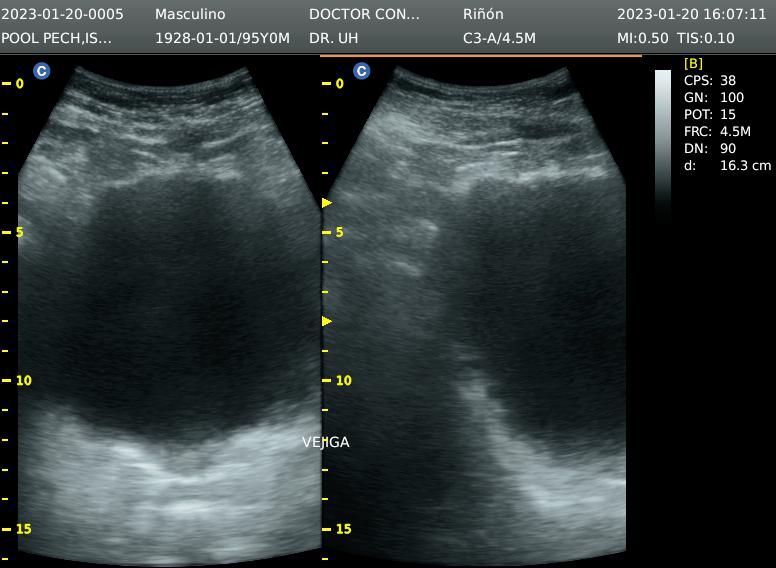 2023-01-20-0005 Masculino DOCTOR CON... Riñón 2023-01-20 16:07:11
POOL PECH,IS... 1928-01-01/95Y0M DR. UH C3-A/4.5M MI:0.50 TIS:0.10
C C [B]
0 0 CPS: 38
GN: 100
POT: 15
FRC: 4.5M
DN: 90
d: 16.3 cm
5 5
10 10
VEJIGA
15 15